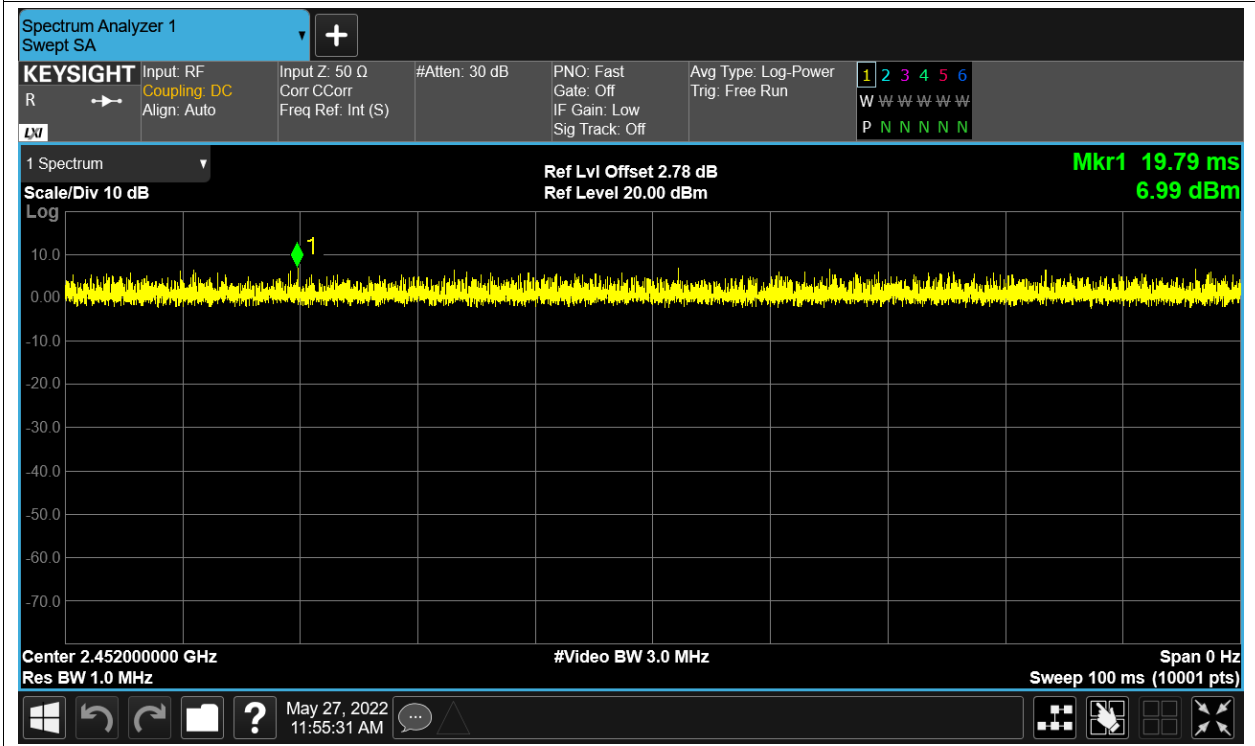 Spectrum Analyzer 1
Swept SA
KEYSIGHT
R
LXI
Input: RF
Coupling: DC
Align: Auto
Input Z: 50 Ω
Corr CCorr
Freq Ref: Int (S)
#Atten: 30 dB
PNO: Fast
Gate: Off
IF Gain: Low
Sig Track: Off
Avg Type: Log-Power
Trig: Free Run
1 2 3 4 5 6
W W W W W W
P N N N N N
1 Spectrum
Scale/Div 10 dB
Log
Ref Lvl Offset 2.78 dB
Ref Level 20.00 dBm
Mkr1 19.79 ms
6.99 dBm
1
10.0
0.00
-10.0
-20.0
-30.0
-40.0
-50.0
-60.0
-70.0
Center 2.452000000 GHz
Res BW 1.0 MHz
#Video BW 3.0 MHz
Span 0 Hz
Sweep 100 ms (10001 pts)
?
May 27, 2022
11:55:31 AM